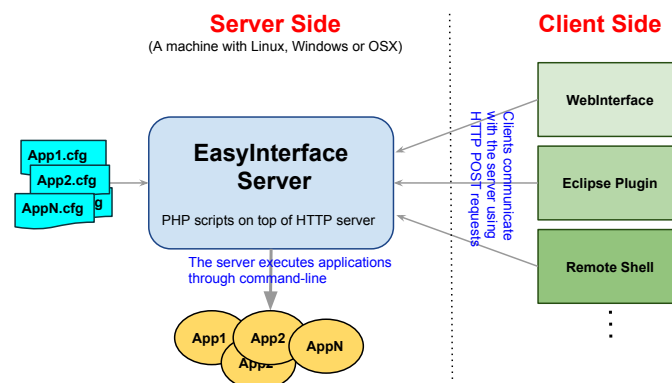 Server Side
(A machine with Linux, Windows or OSX)
Client Side
App1.cfg
App2.cfg
AppN.cfg
g
EasyInterface
Server
PHP scripts on top of HTTP server
Clients communicate
with the server using
HTTP POST requests
WebInterface
Eclipse Plugin
Remote Shell
The server executes applications
through command-line
App1
App2
App2
AppN